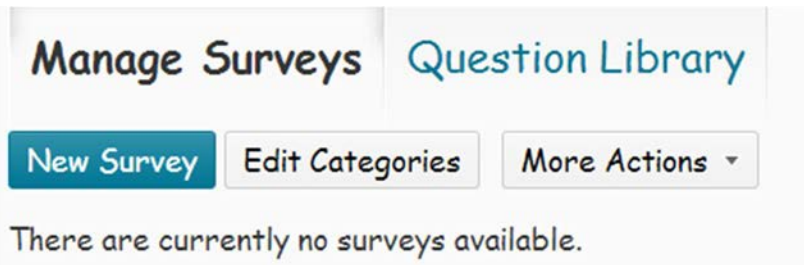 Manage Surveys Question Library
New Survey Edit Categories More Actions
There are currently no surveys available.